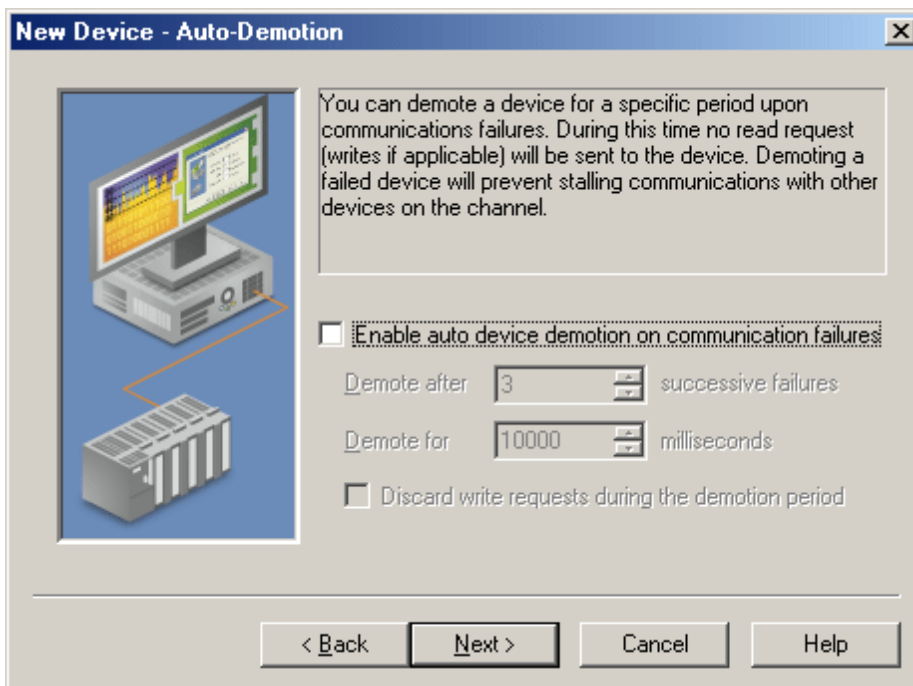 New Device - Auto-Demotion
You can demote a device for a specific period upon
communications failures. During this time no read request
(writes if applicable) will be sent to the device. Demoting a
failed device will prevent stalling communications with other
devices on the channel.
Enable auto device demotion on communication failures
Demote after 3 successive failures
Demote for 10000 milliseconds
Discard write requests during the demotion period
< Back Next > Cancel Help